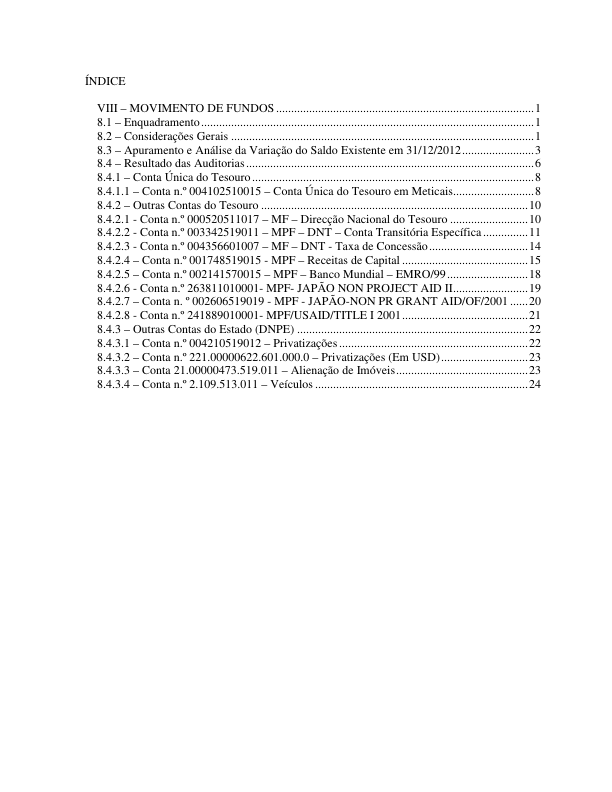 ÍNDICE
VIII – MOVIMENTO DE FUNDOS ........ 1
8.1 – Enquadramento ........ 1
8.2 – Considerações Gerais ........ 1
8.3 – Apuramento e Análise da Variação do Saldo Existente em 31/12/2012 ........ 3
8.4 – Resultado das Auditorias ........ 6
8.4.1 – Conta Única do Tesouro ........ 8
8.4.1.1 – Conta n.º 004102510015 – Conta Única do Tesouro em Meticais ........ 8
8.4.2 – Outras Contas do Tesouro ........ 10
8.4.2.1 - Conta n.º 000520511017 – MF – Direcção Nacional do Tesouro ........ 10
8.4.2.2 - Conta n.º 003342519011 – MPF – DNT – Conta Transitória Específica ........ 11
8.4.2.3 - Conta n.º 004356601007 – MF – DNT - Taxa de Concessão ........ 14
8.4.2.4 – Conta n.º 001748519015 - MPF – Receitas de Capital ........ 15
8.4.2.5 – Conta n.º 002141570015 – MPF – Banco Mundial – EMRO/99 ........ 18
8.4.2.6 - Conta n.º 263811010001- MPF- JAPÃO NON PROJECT AID II ........ 19
8.4.2.7 – Conta n. º 002606519019 - MPF - JAPÃO-NON PR GRANT AID/OF/2001 ...... 20
8.4.2.8 - Conta n.º 241889010001- MPF/USAID/TITLE I 2001 ........ 21
8.4.3 – Outras Contas do Estado (DNPE) ........ 22
8.4.3.1 – Conta n.º 004210519012 – Privatizações ........ 22
8.4.3.2 – Conta n.º 221.00000622.601.000.0 – Privatizações (Em USD) ........ 23
8.4.3.3 – Conta 21.00000473.519.011 – Alienação de Imóveis ........ 23
8.4.3.4 – Conta n.º 2.109.513.011 – Veículos ........ 24